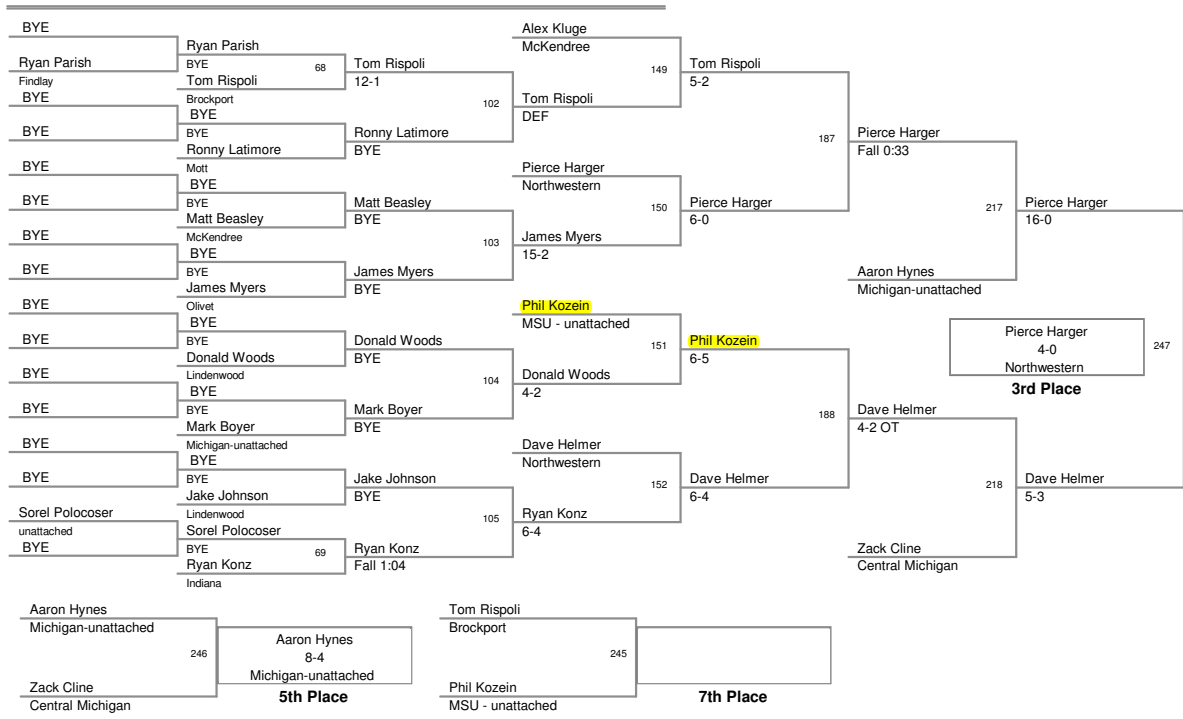 BYE
Ryan Parish
Findlay
BYE
BYE
BYE
BYE
BYE
BYE
BYE
BYE
BYE
BYE
BYE
BYE
Sorel Polocoser
unattached
BYE
Ryan Parish
BYE
68
Tom Rispoli
Brockport
BYE
BYE
Ronny Latimore
Mott
BYE
BYE
Matt Beasley
McKendree
BYE
BYE
James Myers
Olivet
BYE
BYE
Donald Woods
Lindenwood
BYE
BYE
Mark Boyer
Michigan-unattached
BYE
BYE
Jake Johnson
Lindenwood
Sorel Polocoser
BYE
69
Ryan Konz
Indiana
Tom Rispoli
12-1
102
Ronny Latimore
BYE
Matt Beasley
BYE
103
James Myers
BYE
Donald Woods
BYE
104
Mark Boyer
BYE
Jake Johnson
BYE
105
Ryan Konz
Fall 1:04
Alex Kluge
McKendree
149
Tom Rispoli
DEF
Pierce Harger
Northwestern
150
James Myers
15-2
Phil Kozein
MSU - unattached
151
Donald Woods
4-2
Dave Helmer
Northwestern
152
Ryan Konz
6-4
Tom Rispoli
5-2
187
Pierce Harger
6-0
Phil Kozein
6-5
188
Dave Helmer
6-4
Pierce Harger
Fall 0:33
217
Aaron Hynes
Michigan-unattached
Dave Helmer
4-2 OT
218
Zack Cline
Central Michigan
Pierce Harger
16-0
Pierce Harger
4-0
Northwestern
247
3rd Place
Dave Helmer
5-3
Aaron Hynes
Michigan-unattached
246
Zack Cline
Central Michigan
Aaron Hynes
8-4
Michigan-unattached
5th Place
Tom Rispoli
Brockport
245
Phil Kozein
MSU - unattached
7th Place